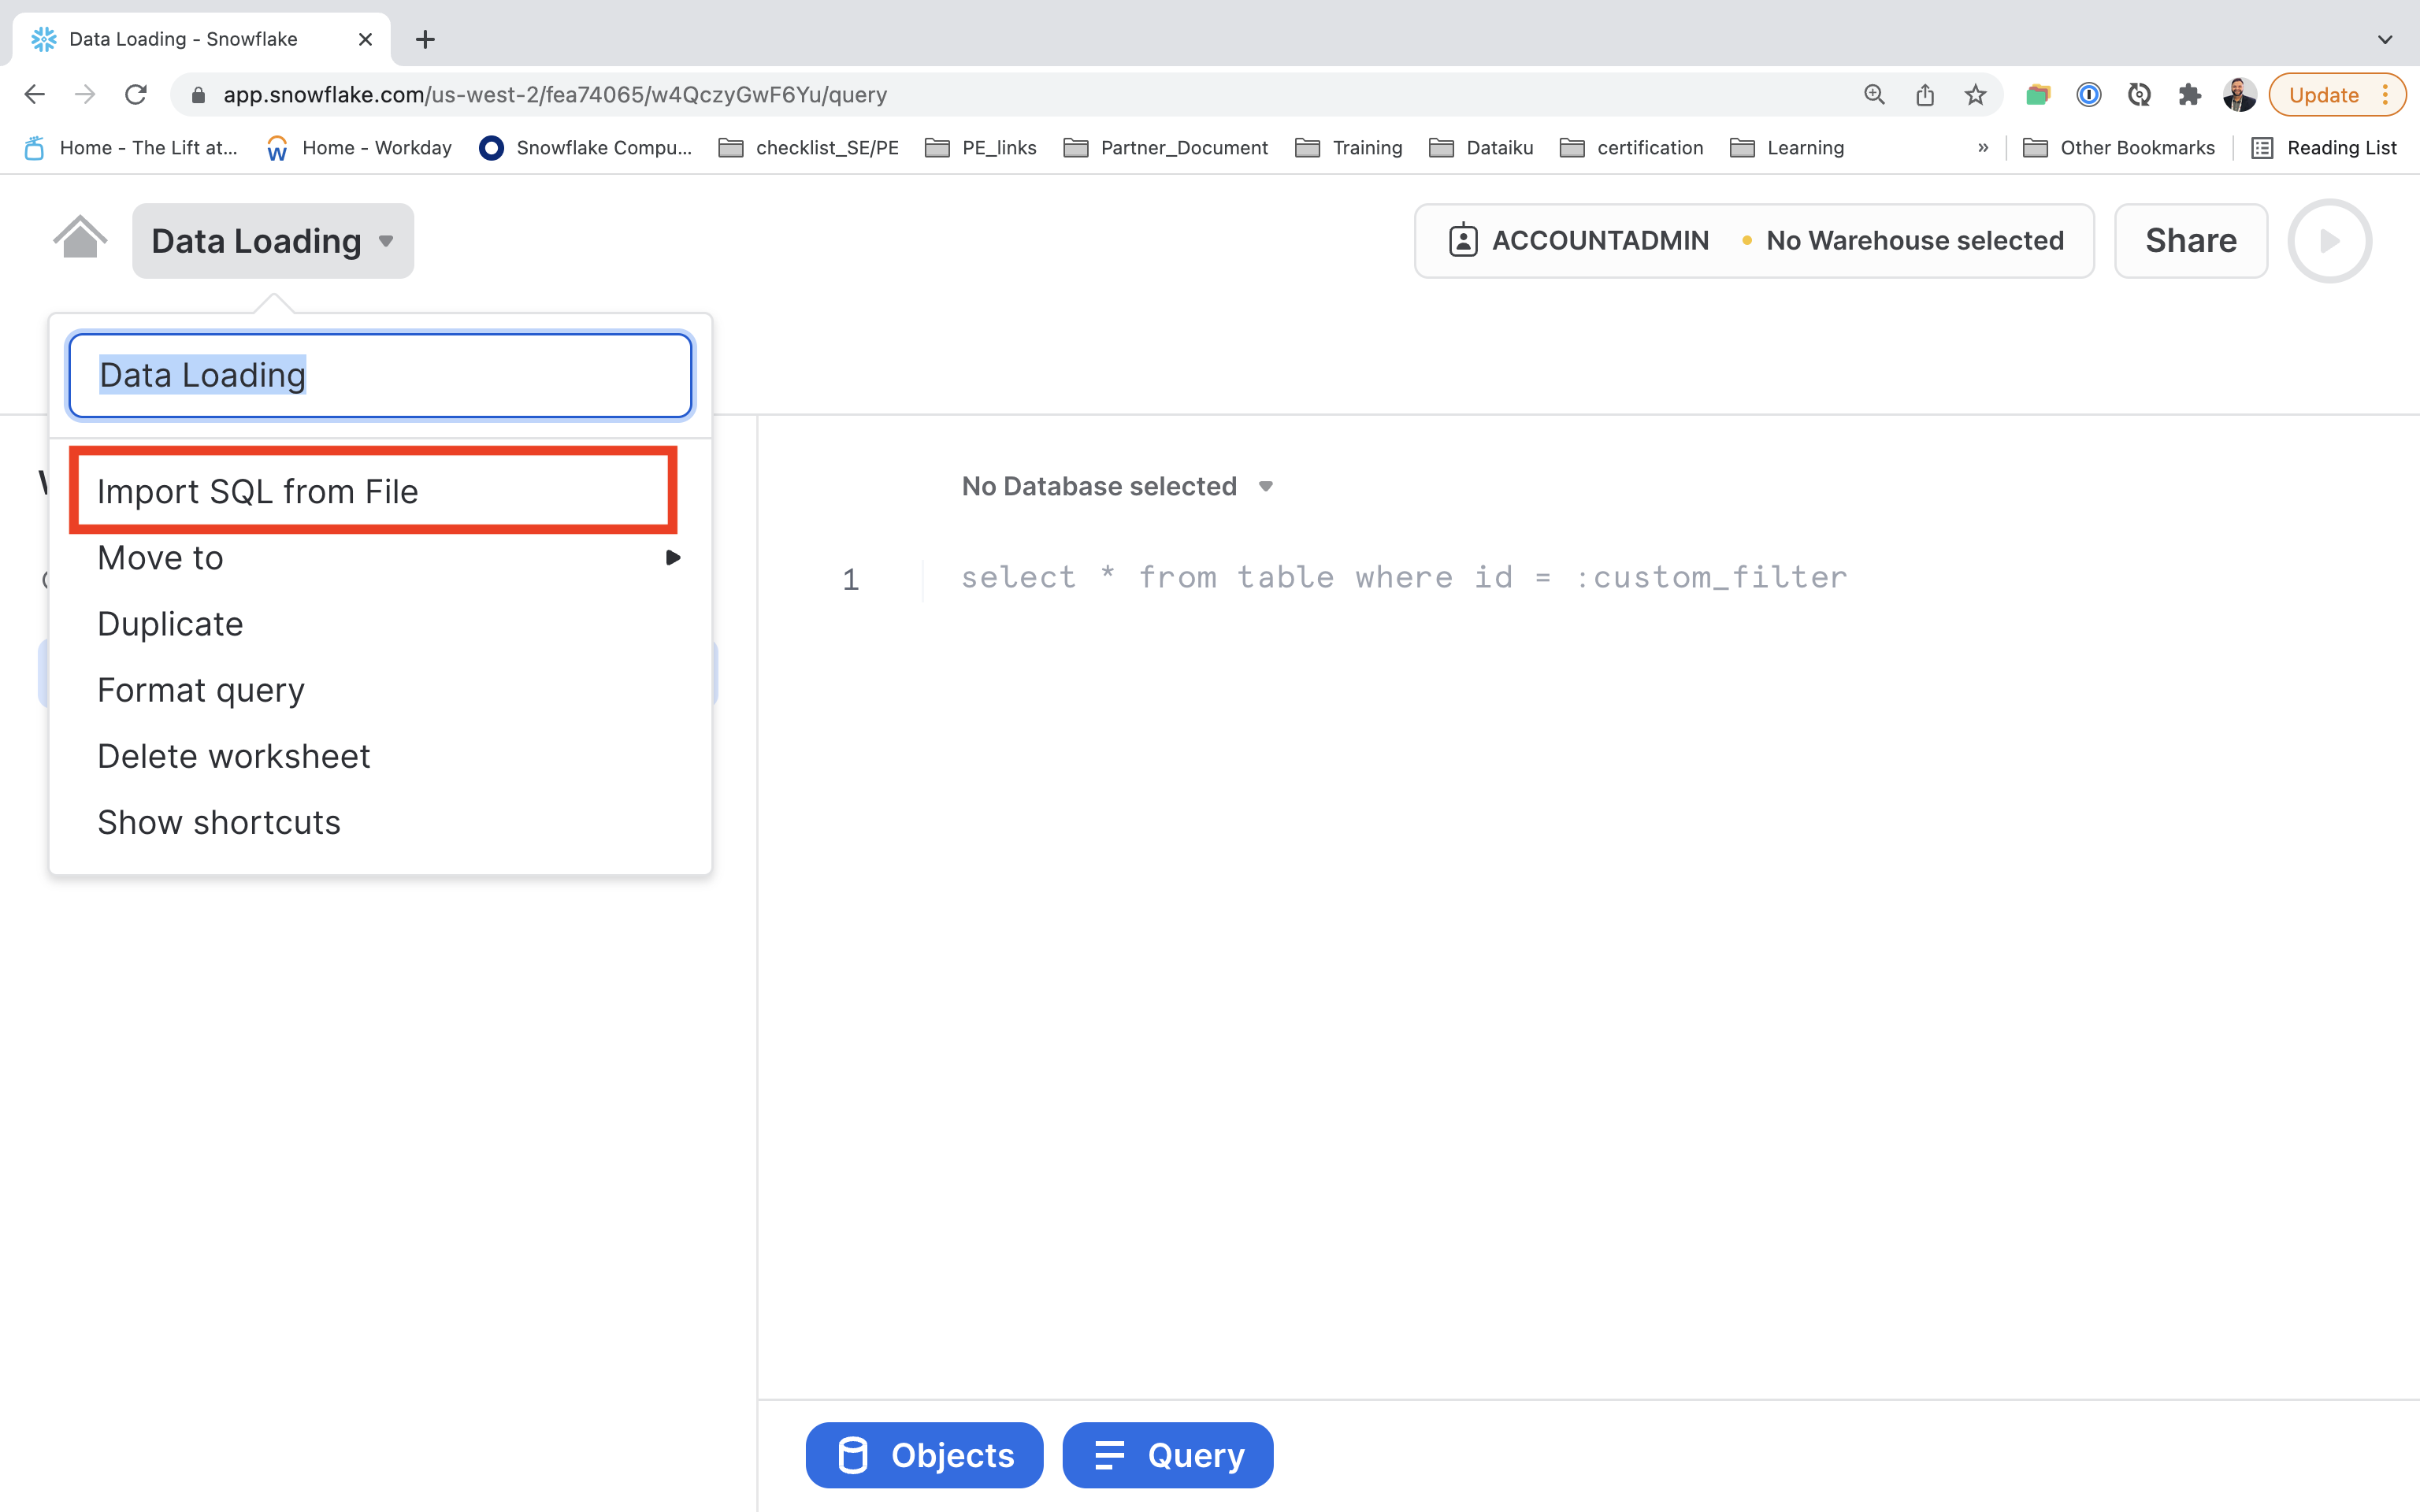 Data Loading - Snowflake
app.snowflake.com/us-west-2/fea74065/w4QczyGwF6Yu/query
Update
Home - The Lift at...
Home - Workday
Snowflake Compu...
checklist_SE/PE
PE_links
Partner_Document
Training
Dataiku
certification
Learning
»
Other Bookmarks
Reading List
Data Loading
ACCOUNTADMIN
No Warehouse selected
Share
Data Loading
Import SQL from File
Move to
Duplicate
Format query
Delete worksheet
Show shortcuts
No Database selected
1
select * from table where id = :custom_filter
Objects
Query